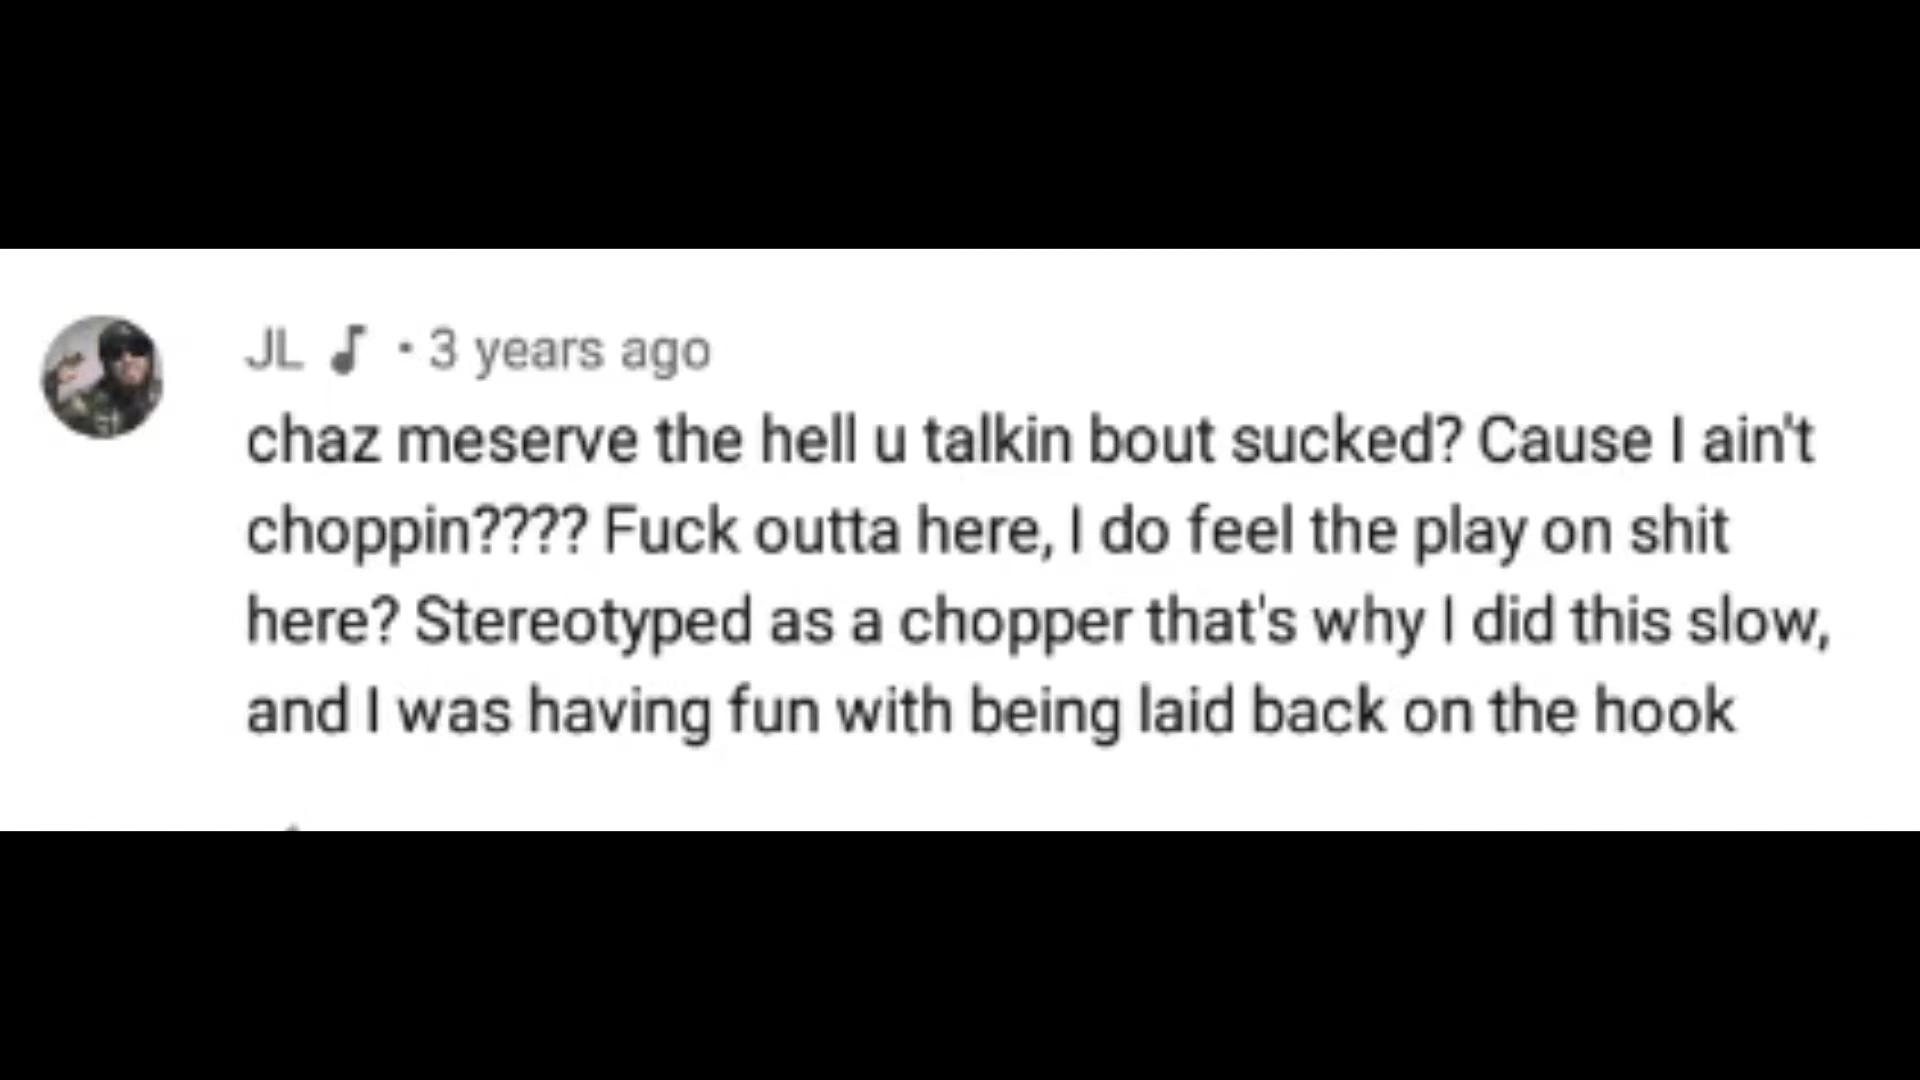 JL ♪ • 3 years ago
chaz meserve the hell u talkin bout sucked? Cause I ain't
choppin???? Fuck outta here, I do feel the play on shit
here? Stereotyped as a chopper that's why I did this slow,
and I was having fun with being laid back on the hook